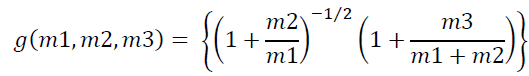 g(m1, m2, m3) = {(1 + m2/m1)^{-1/2} (1 + m3/(m1 + m2))}